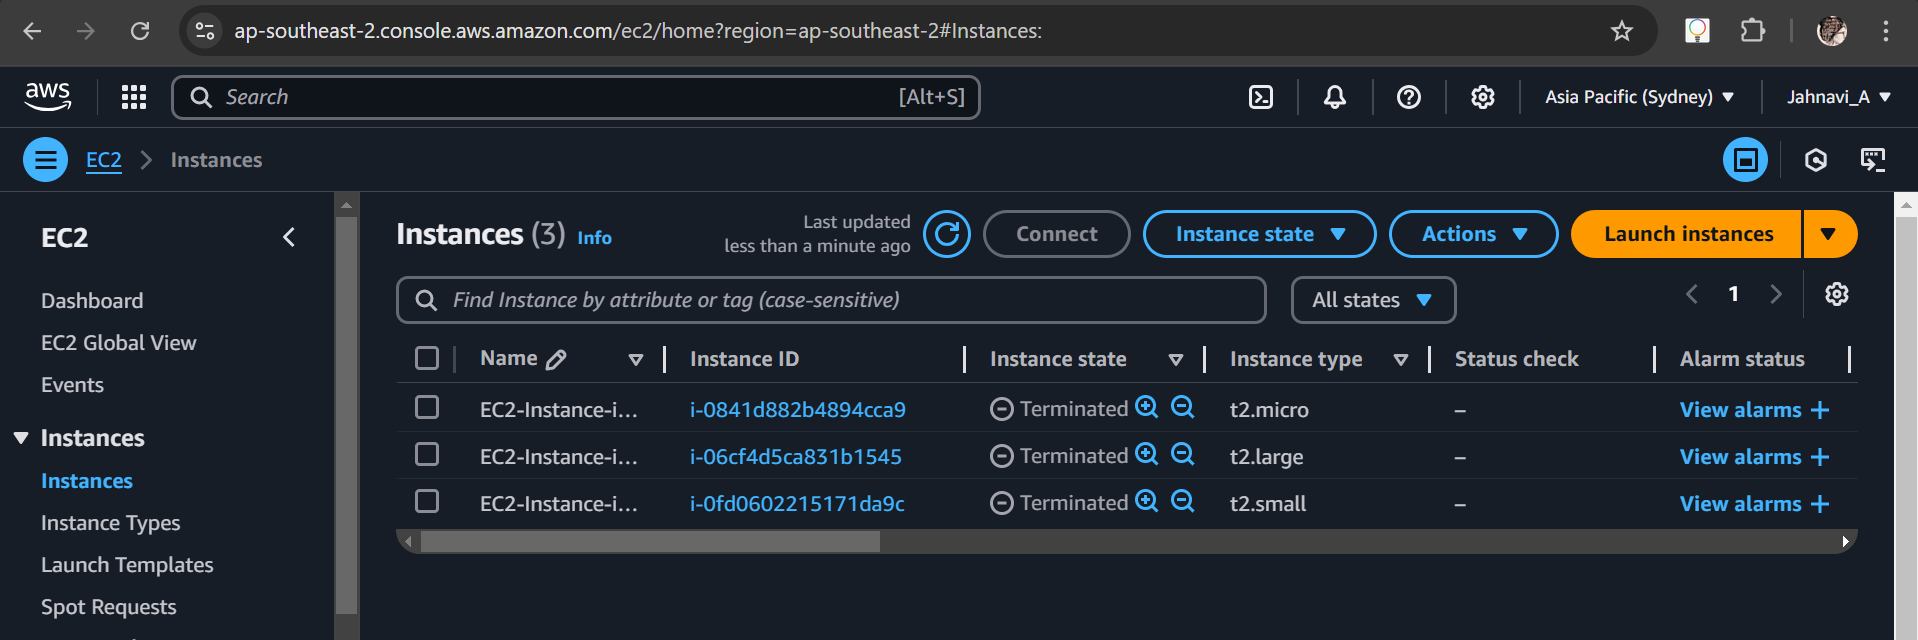 ap-southeast-2.console.aws.amazon.com/ec2/home?region=ap-southeast-2#Instances:
aws
Search
[Alt+S]
Asia Pacific (Sydney)
Jahnavi_A
EC2
Instances
EC2
Dashboard
EC2 Global View
Events
Instances
Instances
Instance Types
Launch Templates
Spot Requests
Instances (3) Info
Last updated
less than a minute ago
Connect
Instance state
Actions
Launch instances
Find Instance by attribute or tag (case-sensitive)
All states
1
Name Instance ID Instance state Instance type Status check Alarm status
EC2-Instance-i... i-0841d882b4894cca9 Terminated t2.micro – View alarms +
EC2-Instance-i... i-06cf4d5ca831b1545 Terminated t2.large – View alarms +
EC2-Instance-i... i-0fd0602215171da9c Terminated t2.small – View alarms +